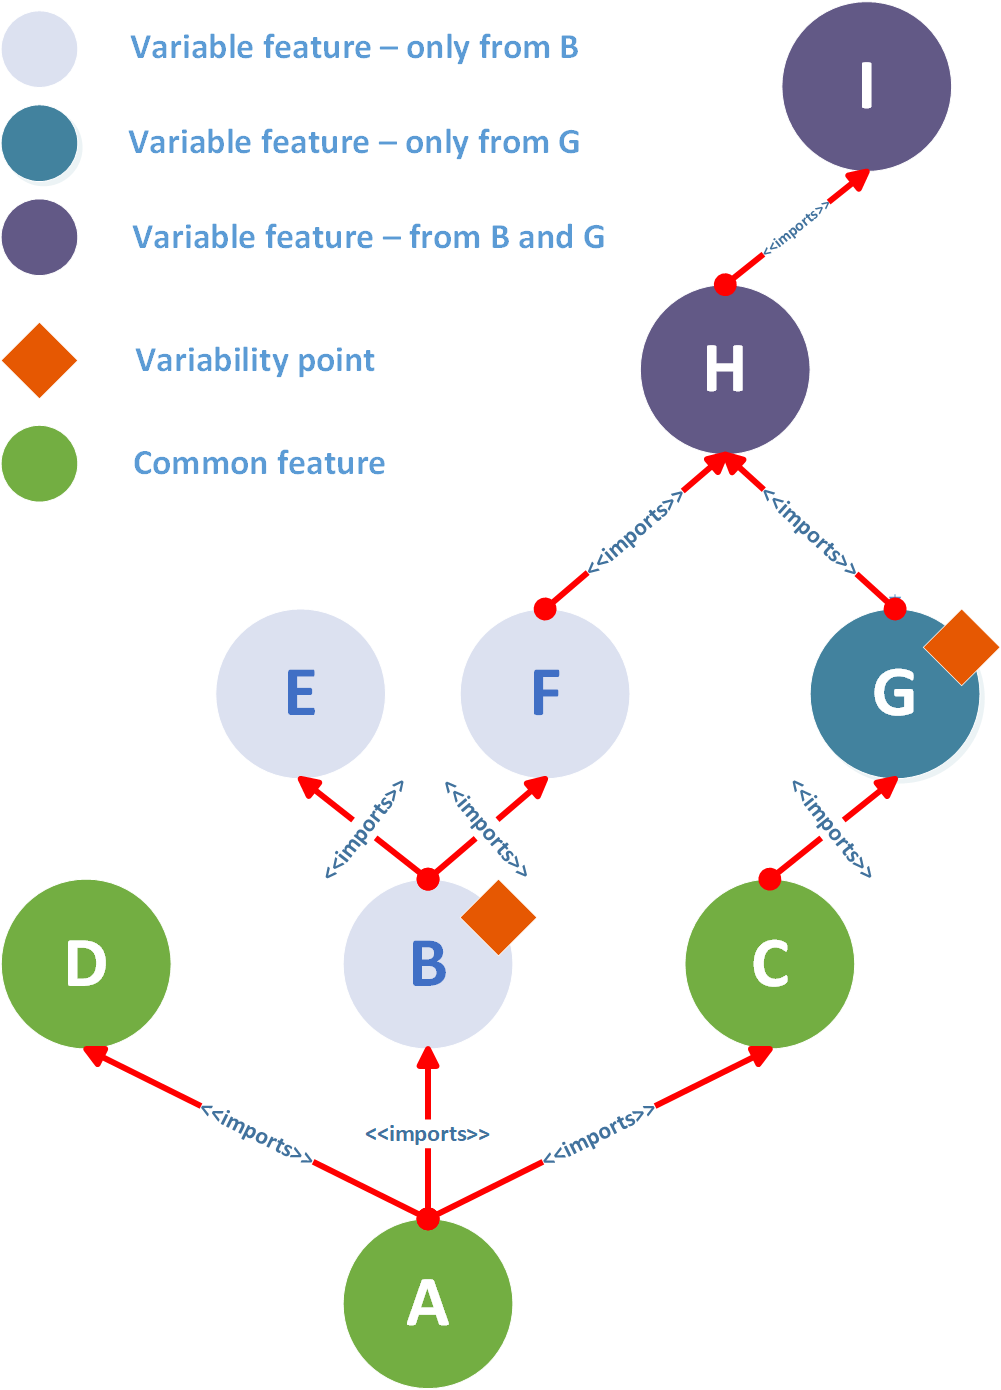 Variable feature – only from B
Variable feature – only from G
Variable feature – from B and G
Variability point
Common feature
I
<<imports>>
H
<<imports>>
<<imports>>
E
F
G
<<imports>>
<<imports>>
<<imports>>
D
B
C
<<imports>>
<<imports>>
<<imports>>
A